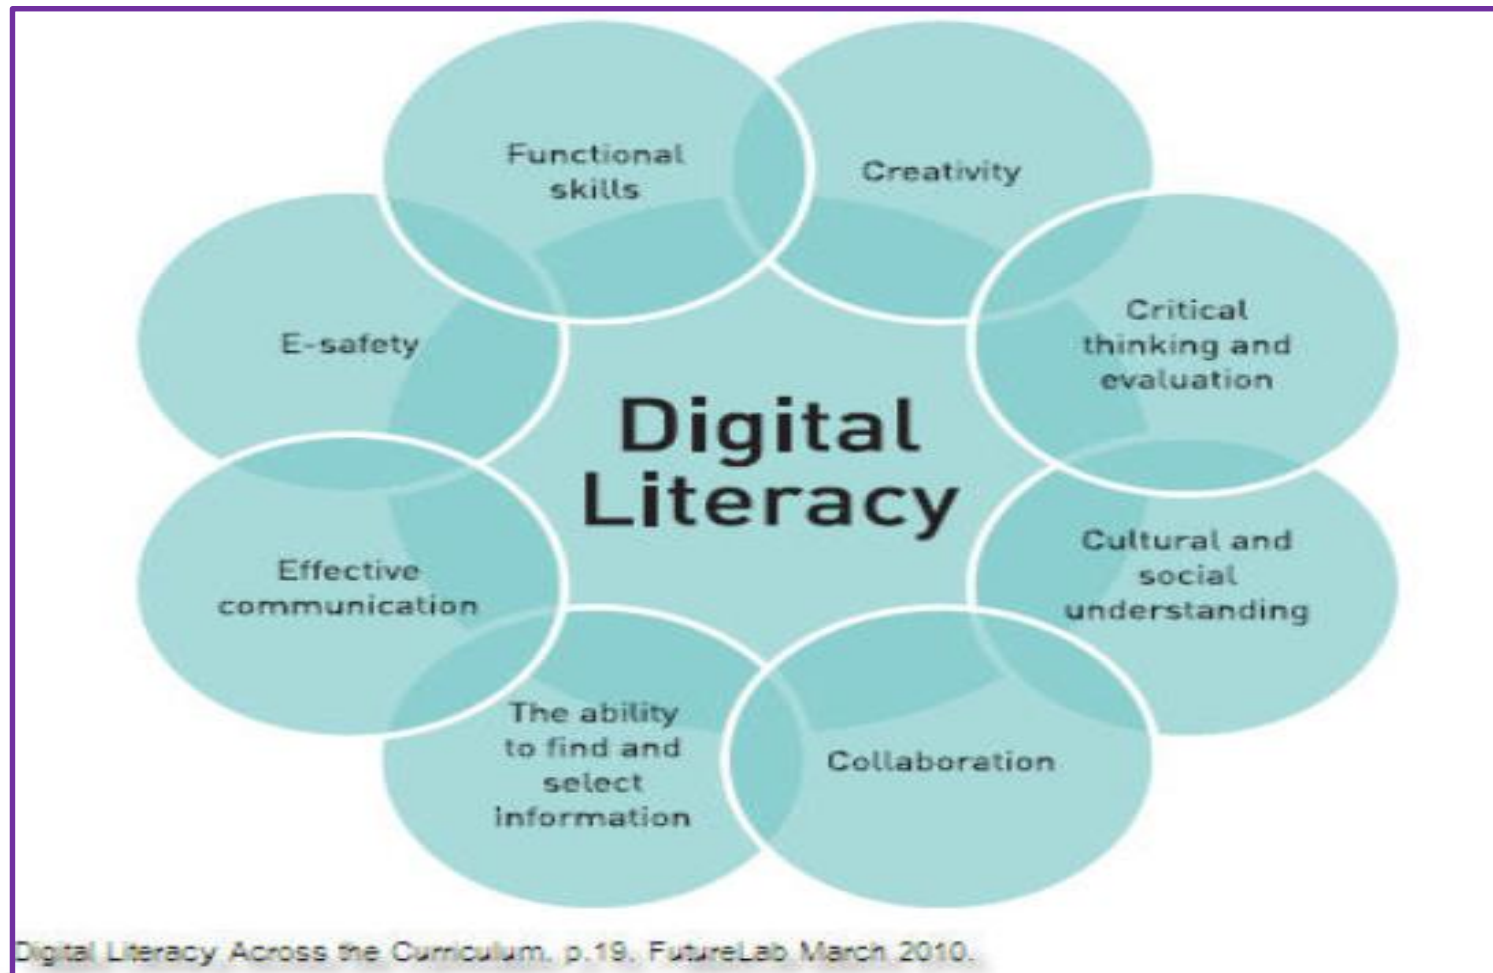 Functional
skills
Creativity
Critical
thinking and
evaluation
E-safety
Digital
Literacy
Cultural and
social
understanding
Effective
communication
The ability
to find and
select
information
Collaboration
Digital Literacy Across the Curriculum, p.19, FutureLab March 2010.